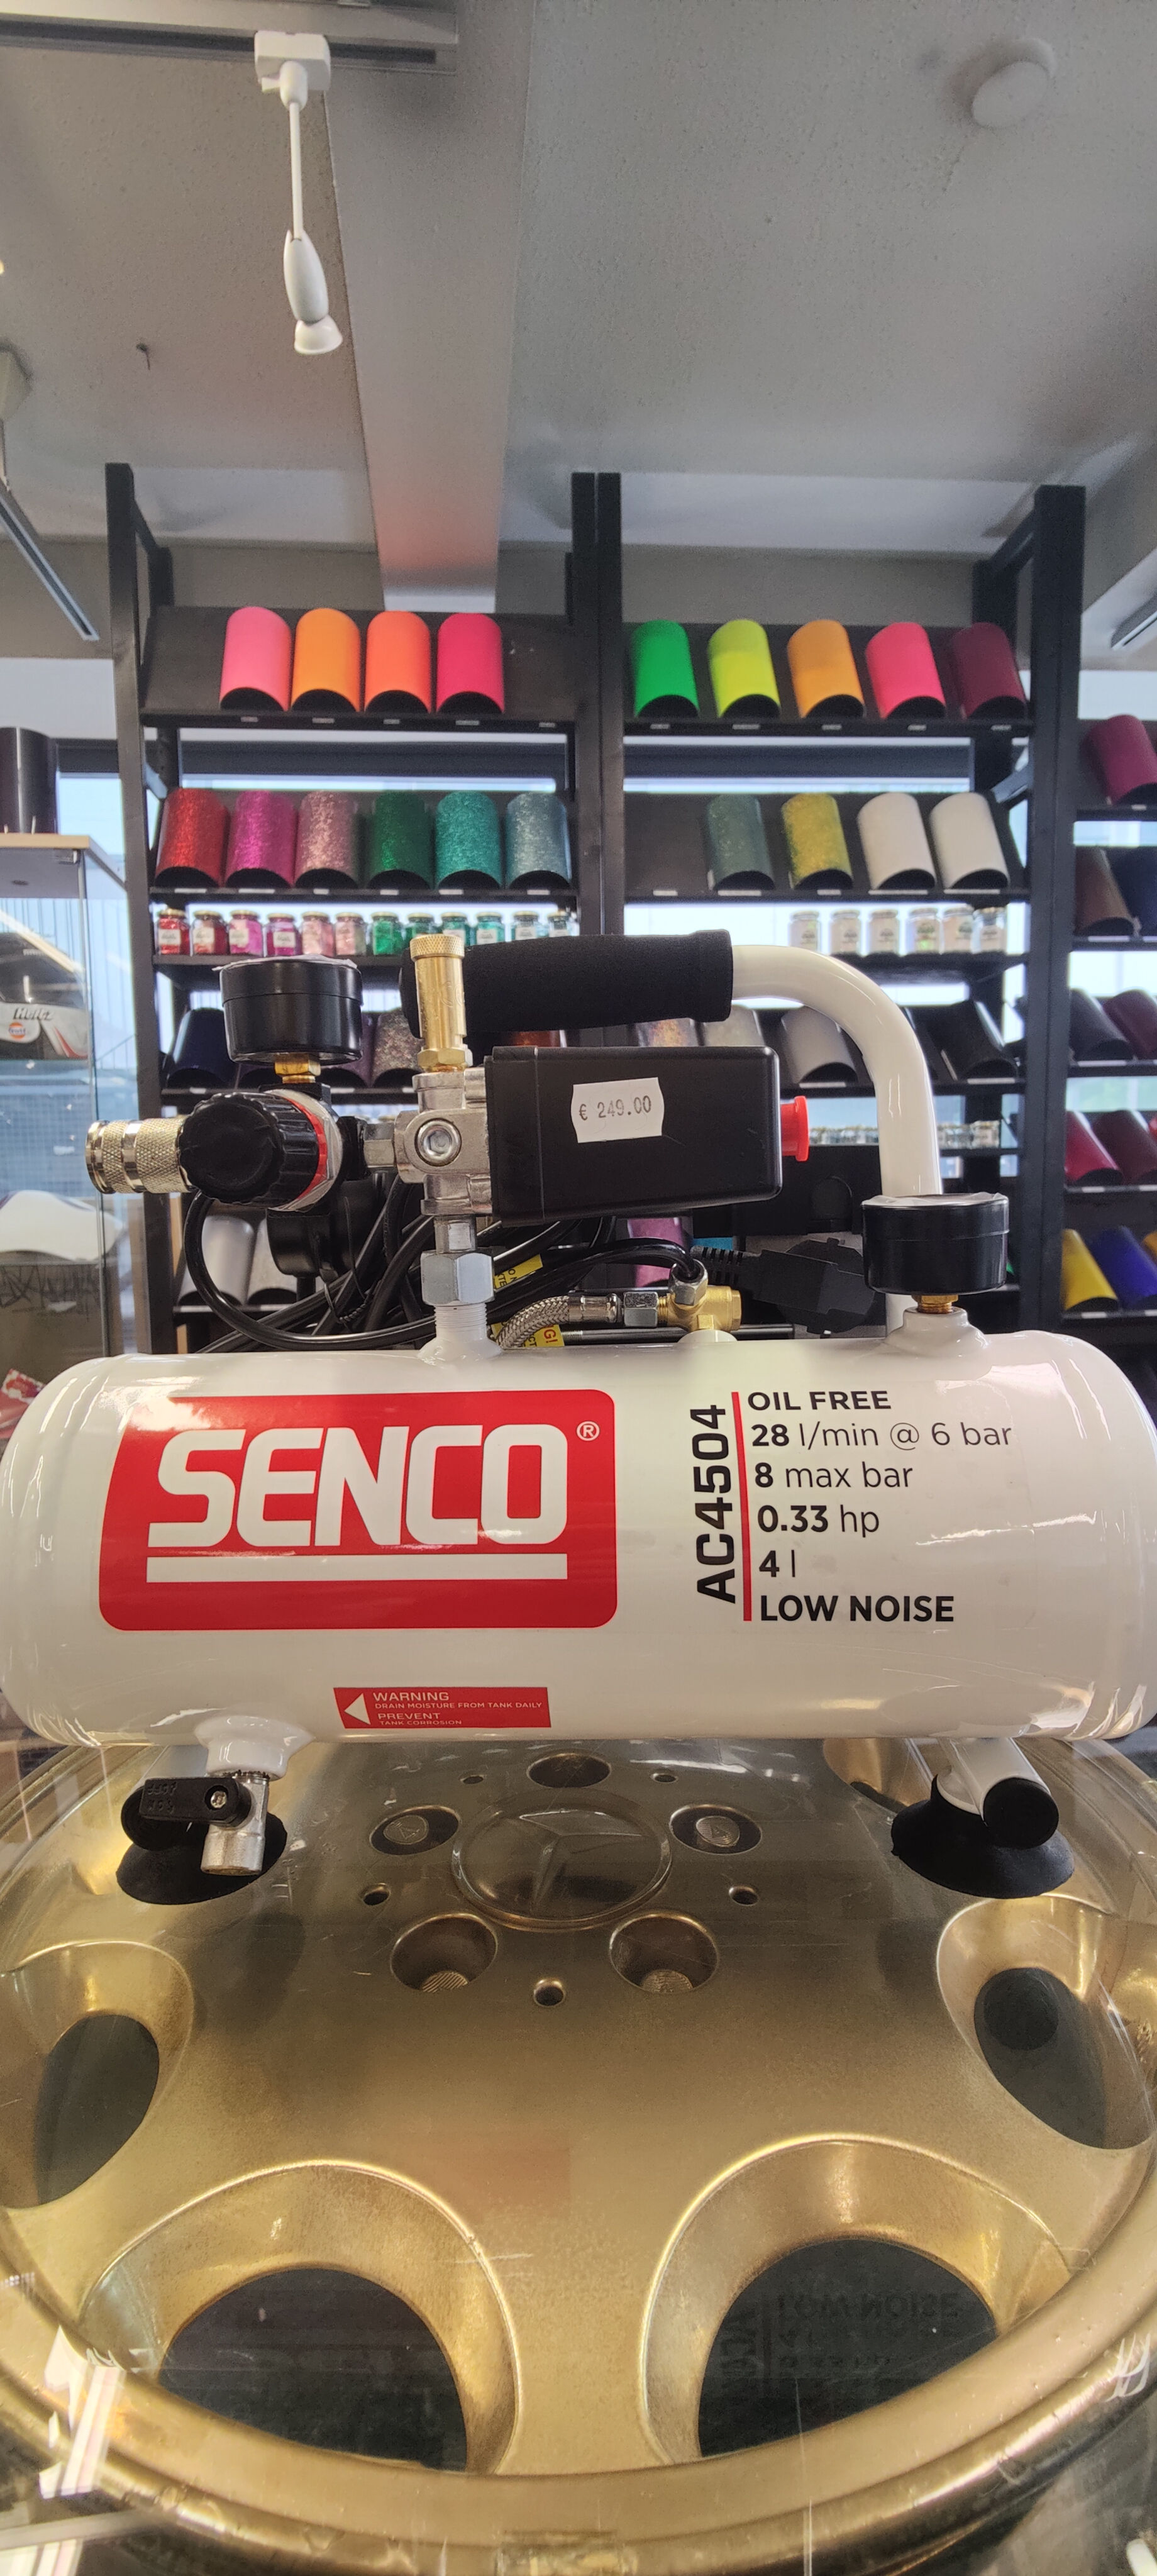 € 249.00
SENCO®
AC4504
OIL FREE
28 l/min @ 6 bar
8 max bar
0.33 hp
4 l
LOW NOISE
WARNING
DRAIN MOISTURE FROM TANK DAILY
PREVENT
TANK CORROSION